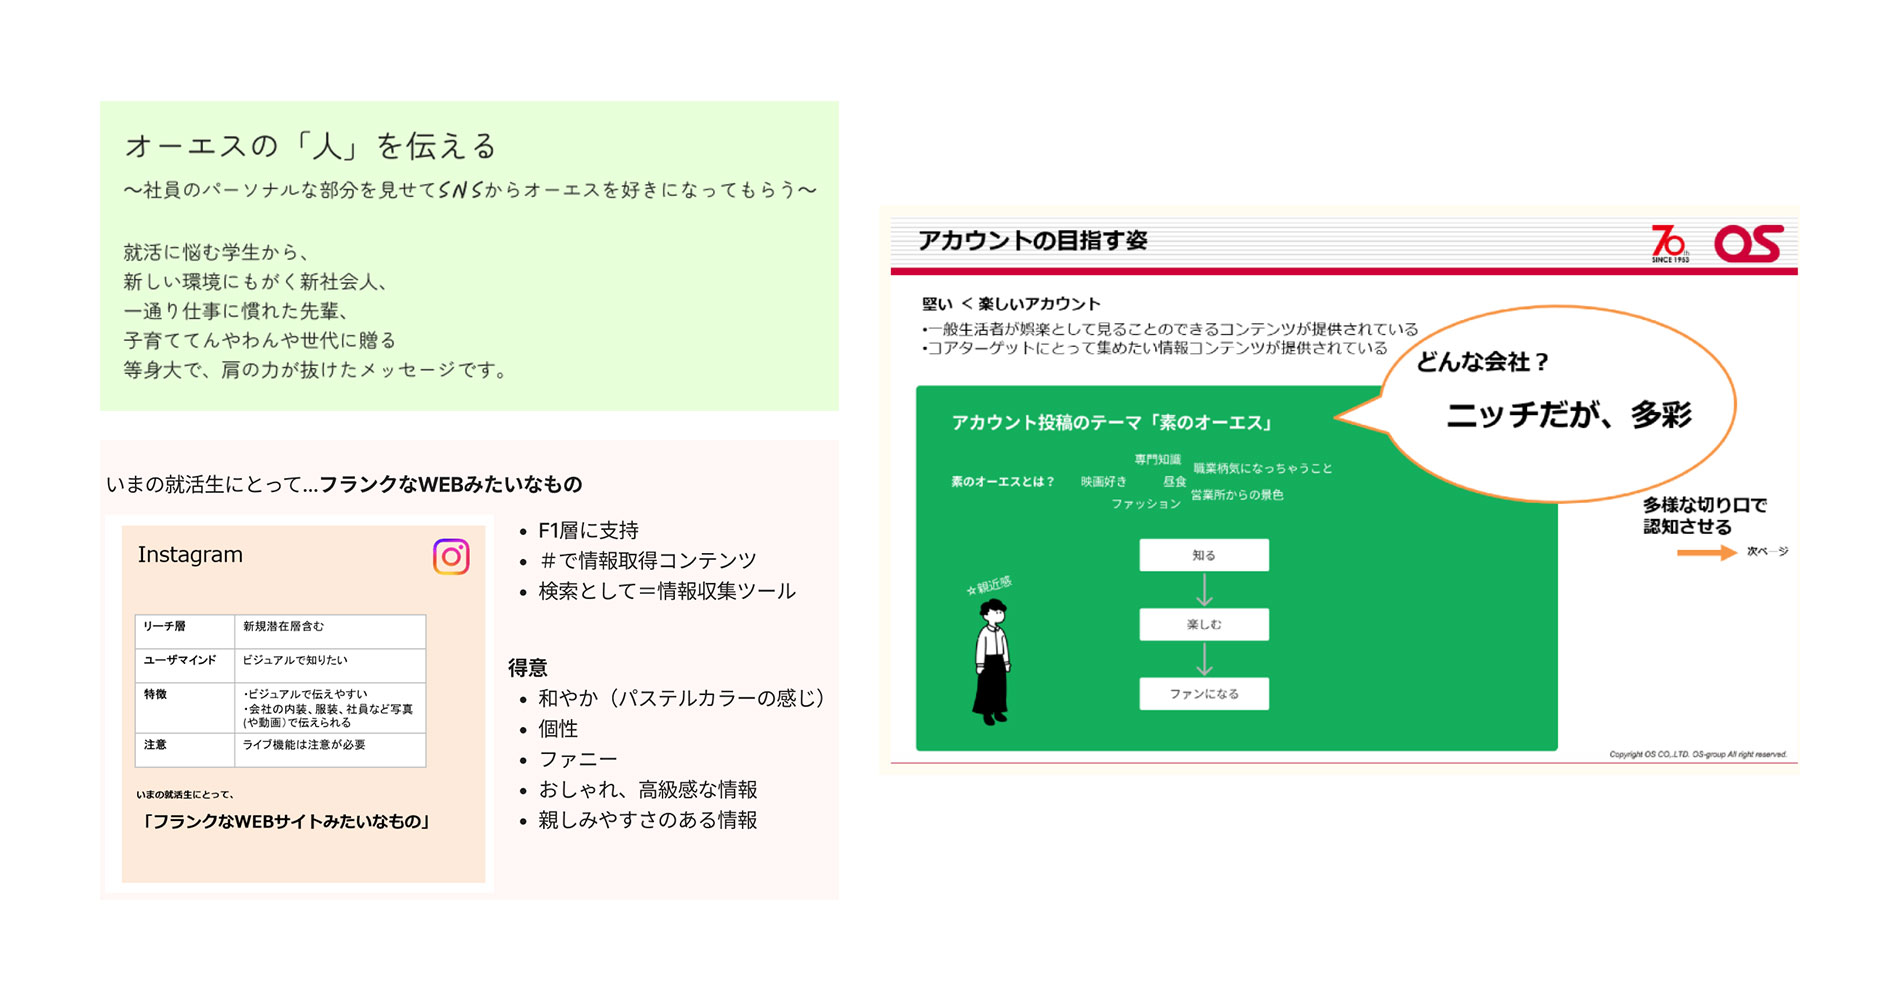 オーエスの「人」を伝える
〜社員のパーソナルな部分を見せてSNSからオーエスを好きになってもらう〜
就活に悩む学生から、
新しい環境にもがく新社会人、
一通り仕事に慣れた先輩、
子育ててんやわんや世代に贈る
等身大で、肩の力が抜けたメッセージです。
いまの就活生にとって...フランクなWEBみたいなもの
Instagram
リーチ層 新規潜在層含む
ユーザマインド ビジュアルで知りたい
特徴 ・ビジュアルで伝えやすい
・会社の内装、服装、社員など写真
(や動画)で伝えられる
注意 ライブ機能は注意が必要
いまの就活生にとって、
「フランクなWEBサイトみたいなもの」
• F1層に支持
• ＃で情報取得コンテンツ
• 検索として＝情報収集ツール
得意
• 和やか（パステルカラーの感じ）
• 個性
• ファニー
• おしゃれ、高級感な情報
• 親しみやすさのある情報
アカウントの目指す姿
70th
SINCE 1953
OS
堅い ＜ 楽しいアカウント
•一般生活者が娯楽として見ることのできるコンテンツが提供されている
•コアターゲットにとって集めたい情報コンテンツが提供されている
どんな会社？
ニッチだが、多彩
アカウント投稿のテーマ「素のオーエス」
素のオーエスとは？
専門知識
職業柄気になっちゃうこと
映画好き
昼食
営業所からの景色
ファッション
多様な切り口で
認知させる
次ページ
知る
☆親近感
楽しむ
ファンになる
Copyright OS CO,.LTD. OS-group All right reserved.